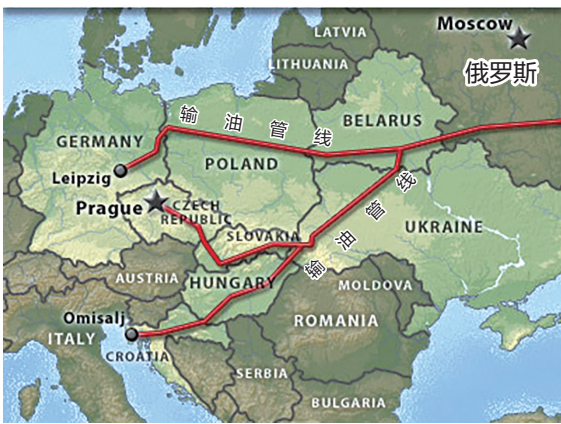 Moscow
俄罗斯
LATVIA
LITHUANIA
BELARUS
输油管线
GERMANY
POLAND
Leipzig
Prague
CZECH
REPUBLIC
SLOVAKIA
UKRAINE
输油管线
AUSTRIA
HUNGARY
MOLDOVA
Omisalj
ROMANIA
ITALY
CROATIA
SERBIA
BULGARIA